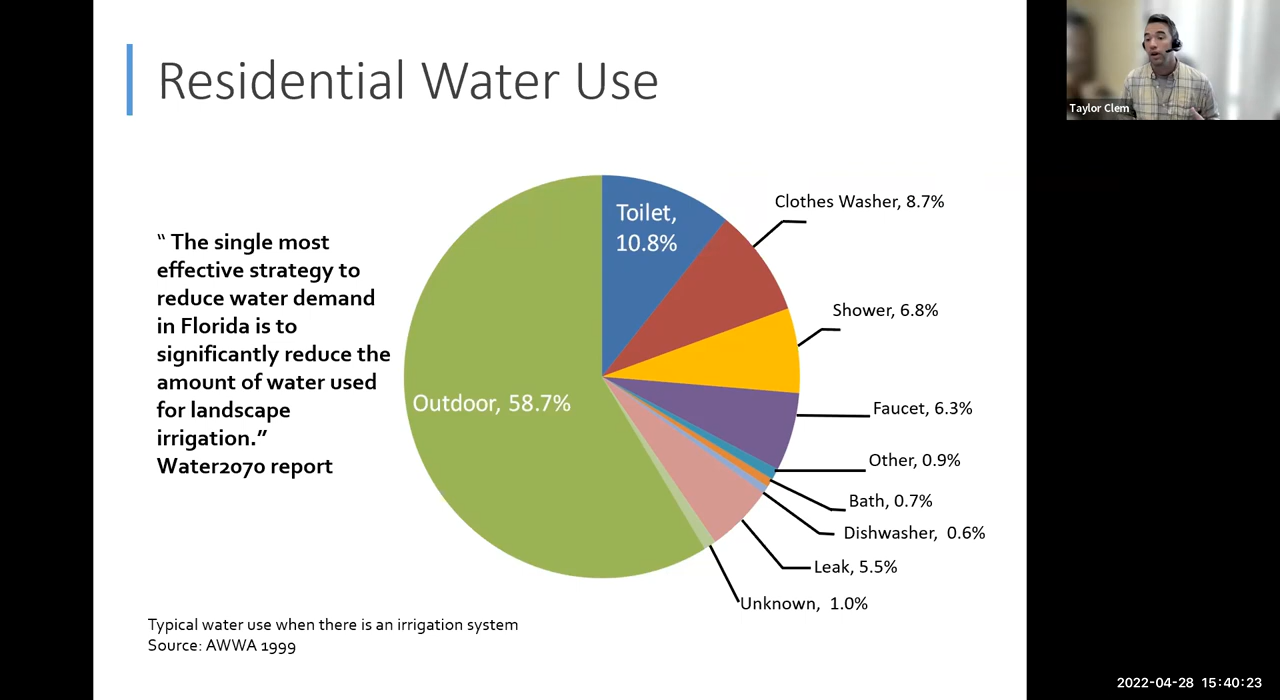 Residential Water Use
“ The single most
effective strategy to
reduce water demand
in Florida is to
significantly reduce the
amount of water used
for landscape
irrigation.”
Water2070 report
Toilet,
10.8%
Clothes Washer, 8.7%
Shower, 6.8%
Faucet, 6.3%
Other, 0.9%
Bath, 0.7%
Dishwasher, 0.6%
Leak, 5.5%
Unknown, 1.0%
Outdoor, 58.7%
Typical water use when there is an irrigation system
Source: AWWA 1999
Taylor Clem
2022-04-28 15:40:23